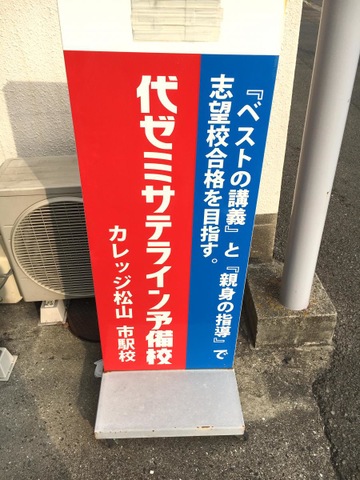 『ベストの講義』と『親身の指導』で
志望校合格を目指す。
代ゼミサテライン予備校
カレッジ松山 市駅校